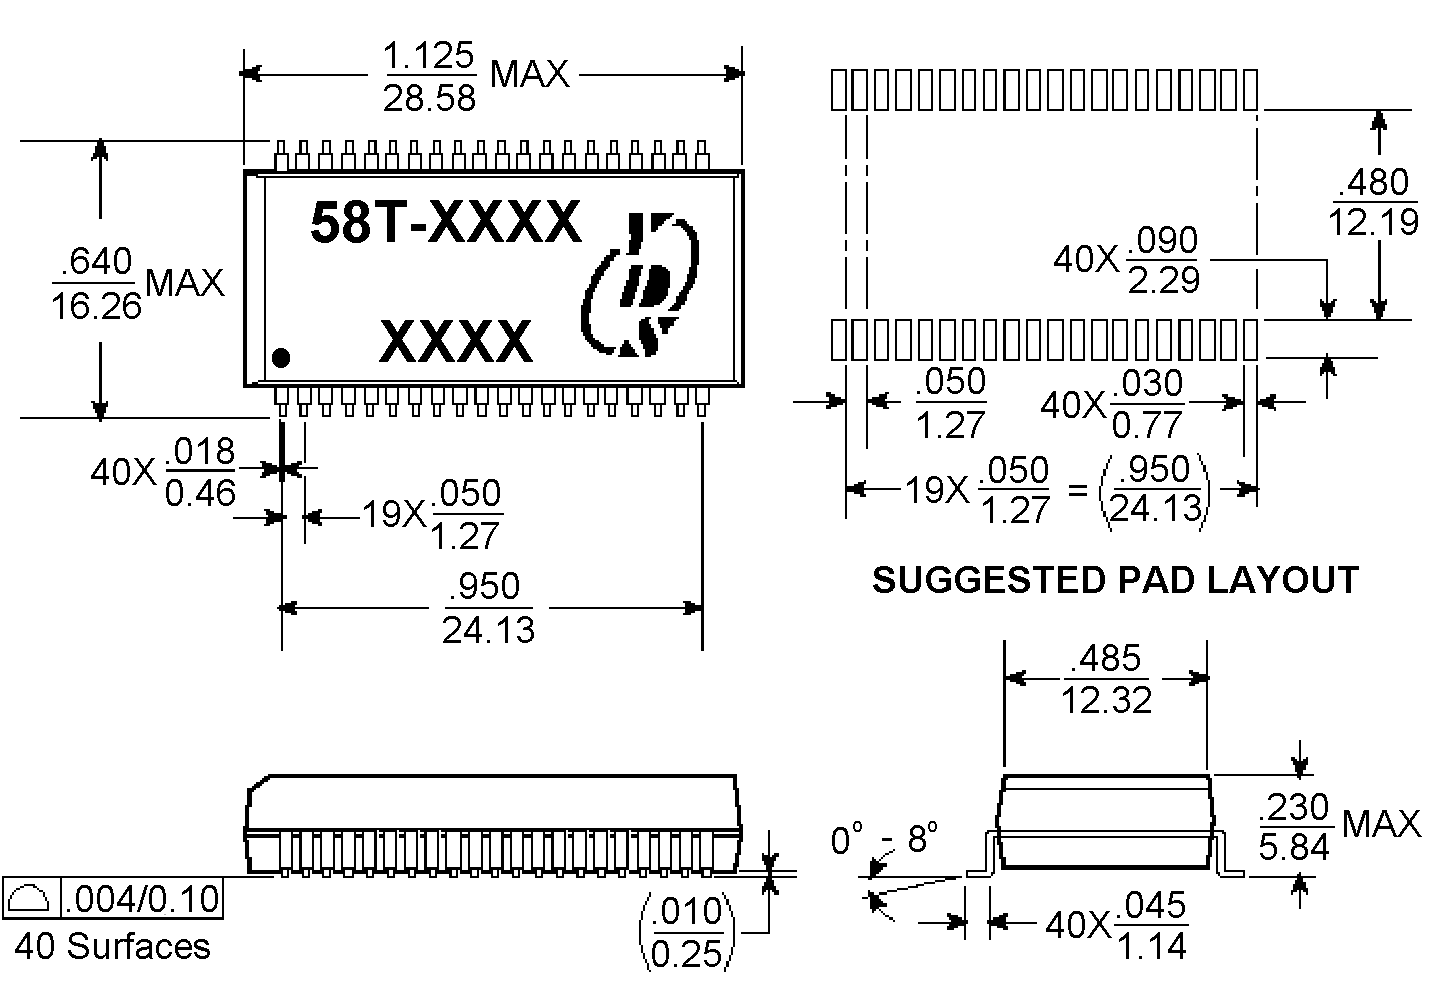 1.125
28.58
MAX
.640
16.26
MAX
58T-XXXX
XXXX
40X .018
0.46
19X .050
1.27
.950
24.13
.480
12.19
40X .090
2.29
.050
1.27
40X .030
0.77
19X .050
1.27
= (.950
24.13)
SUGGESTED PAD LAYOUT
.485
12.32
.230
5.84
MAX
0° - 8°
40X .045
1.14
(.010
0.25)
.004/0.10
40 Surfaces